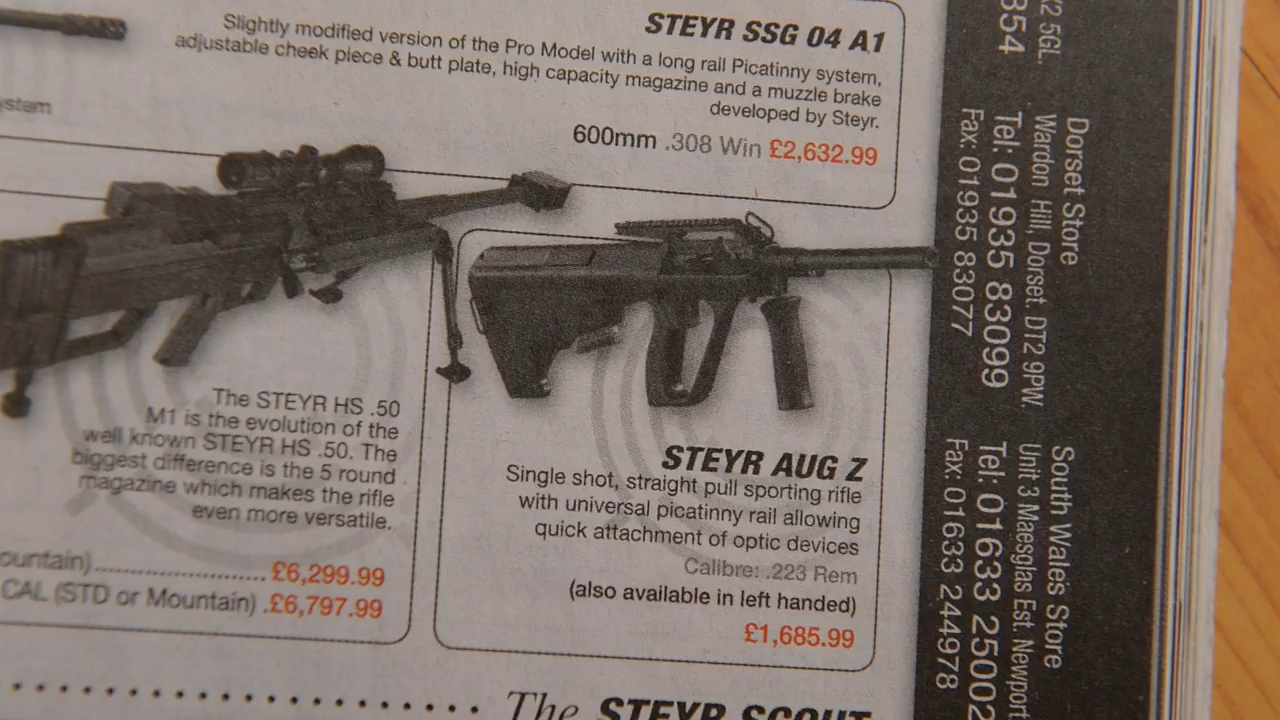 STEYR SSG 04 A1
Slightly modified version of the Pro Model with a long rail Picatinny system,
adjustable cheek piece & butt plate, high capacity magazine and a muzzle brake
developed by Steyr.
600mm .308 Win £2,632.99
ystem
The STEYR HS .50
M1 is the evolution of the
well known STEYR HS .50. The
biggest difference is the 5 round
magazine which makes the rifle
even more versatile.
ountain) £6,299.99
CAL (STD or Mountain) .£6,797.99
STEYR AUG Z
Single shot, straight pull sporting rifle
with universal picatinny rail allowing
quick attachment of optic devices
Calibre: .223 Rem
(also available in left handed)
£1,685.99
The STEYR SCOUT
X2 5GL
354
Dorset Store
Wardon Hill, Dorset. DT2 9PW.
Tel: 01935 83099
Fax: 01935 83077
South Wales Store
Unit 3 Maesglas Est. Newport
Tel: 01633 25002
Fax: 01633 244978